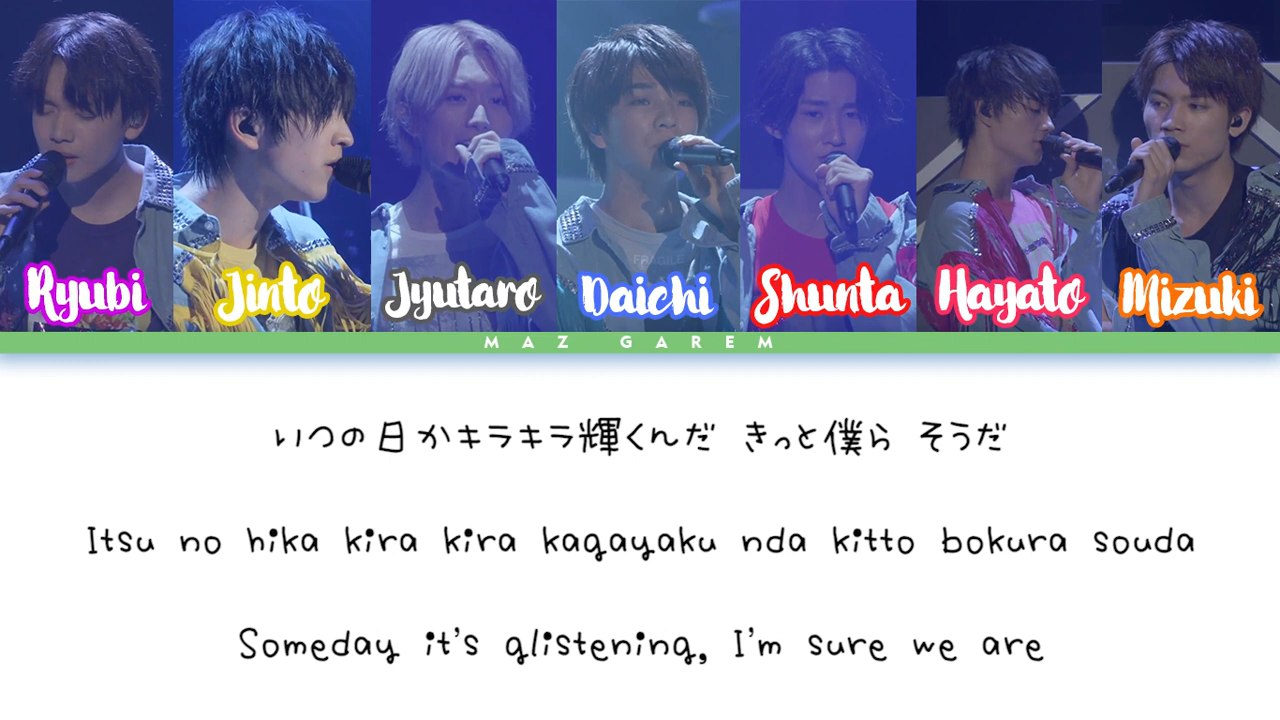 Ryubi Jinto Jyutaro Daichi Shunta Hayato Mizuki
FRAGILE
MAZ GAREM
いつの日かキラキラ輝くんだ きっと僕ら そうだ
Itsu no hika kira kira kagayaku nda kitto bokura souda
Someday it's glistening, I'm sure we are